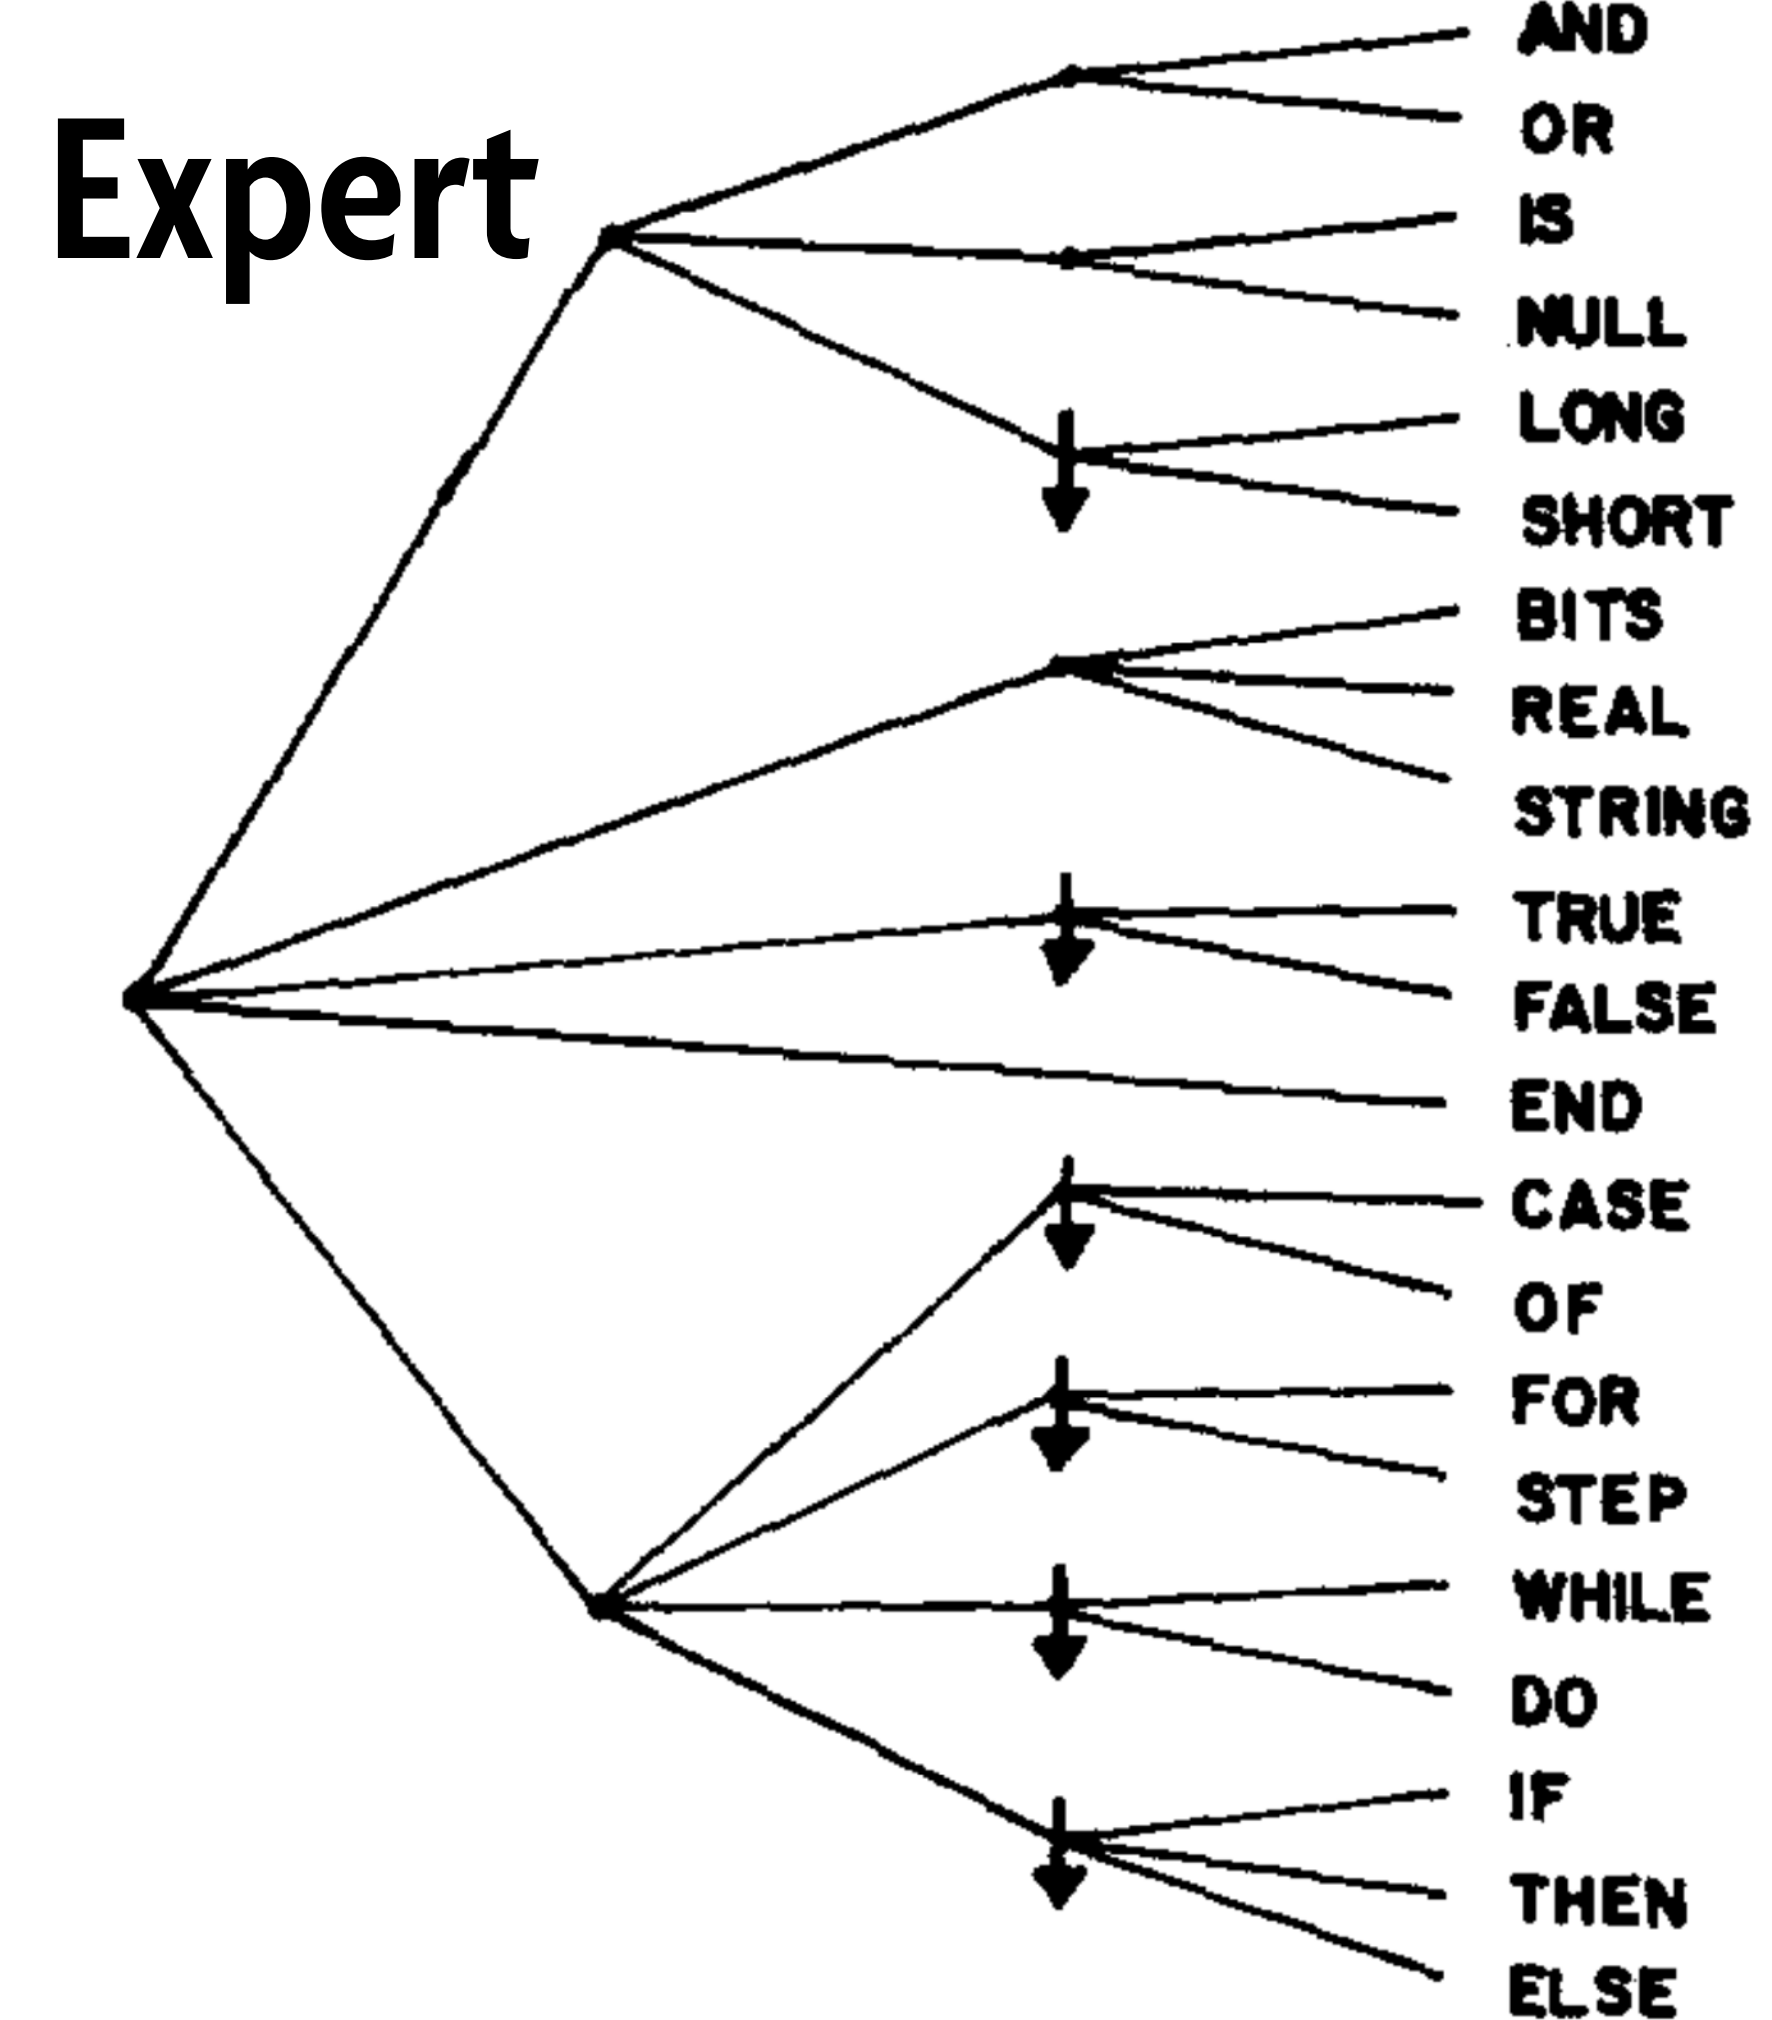 Expert
AND
OR
IS
NULL
LONG
SHORT
BITS
REAL
STRING
TRUE
FALSE
END
CASE
OF
FOR
STEP
WHILE
DO
IF
THEN
ELSE